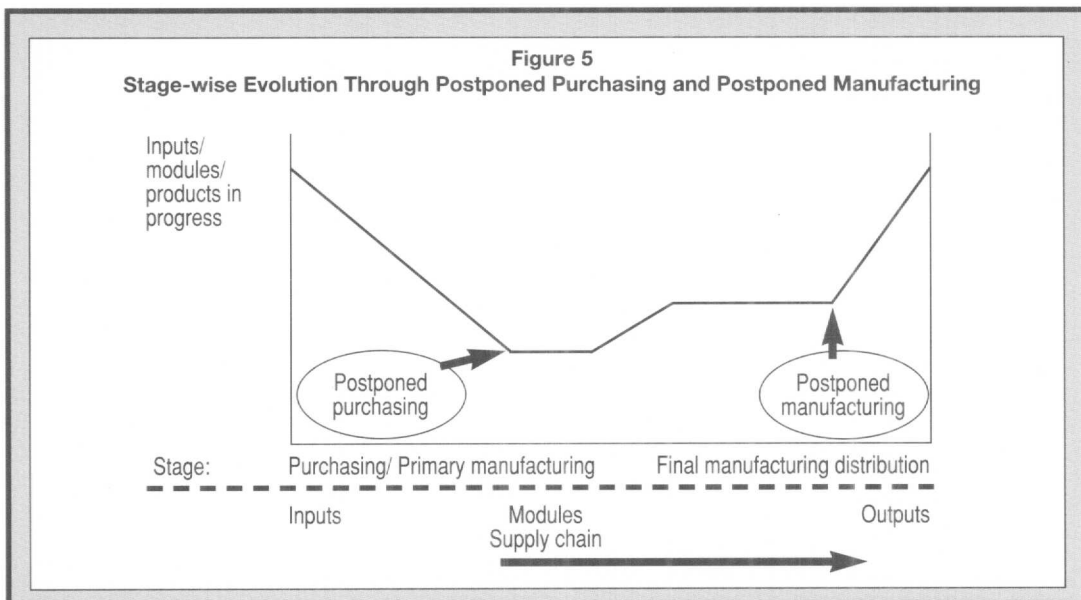 Figure 5
Stage-wise Evolution Through Postponed Purchasing and Postponed Manufacturing
Inputs/
modules/
products in
progress
Postponed
purchasing
Postponed
manufacturing
Stage: Purchasing/ Primary manufacturing Final manufacturing distribution
Inputs Modules Outputs
Supply chain